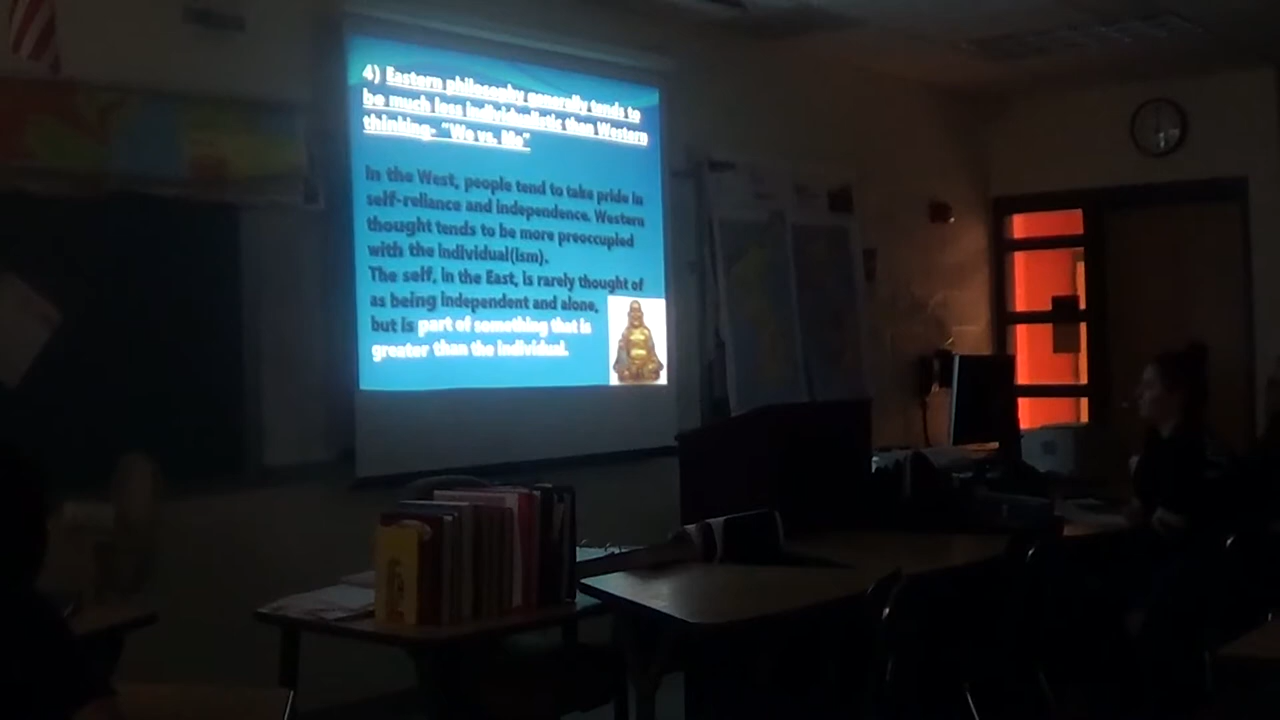 4) Eastern philosophy generally tends to
be much less individualistic than Western
thinking- "We vs. Me"
In the West, people tend to take pride in
self-reliance and independence. Western
thought tends to be more preoccupied
with the individual(ism).
The self, in the East, is rarely thought of
as being independent and alone,
but is part of something that is
greater than the individual.